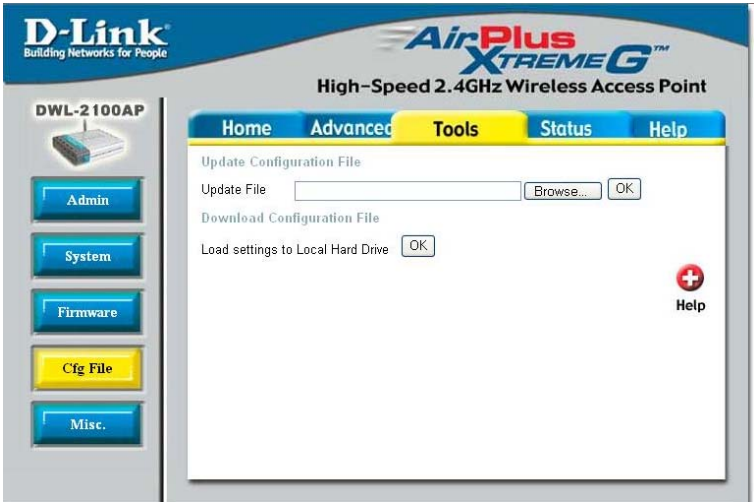 D-Link
Building Networks for People
AirPlus
XTREME G™
High-Speed 2.4GHz Wireless Access Point
DWL-2100AP
Home Advanced Tools Status Help
Update Configuration File
Update File Browse... OK
Download Configuration File
Load settings to Local Hard Drive OK
Help
Admin
System
Firmware
Cfg File
Misc.